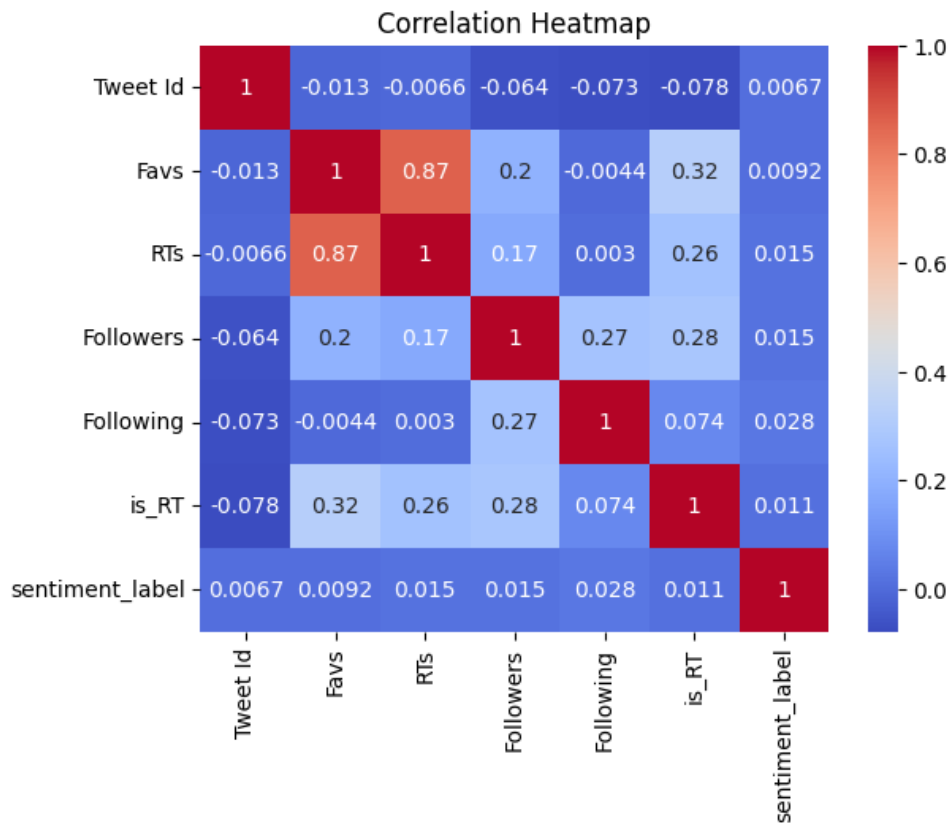 Correlation Heatmap
Tweet Id 1 -0.013 -0.0066 -0.064 -0.073 -0.078 0.0067
Favs -0.013 1 0.87 0.2 -0.0044 0.32 0.0092
RTs -0.0066 0.87 1 0.17 0.003 0.26 0.015
Followers -0.064 0.2 0.17 1 0.27 0.28 0.015
Following -0.073 -0.0044 0.003 0.27 1 0.074 0.028
is_RT -0.078 0.32 0.26 0.28 0.074 1 0.011
sentiment_label 0.0067 0.0092 0.015 0.015 0.028 0.011 1
Tweet Id
Favs
RTs
Followers
Following
is_RT
sentiment_label
1.0
0.8
0.6
0.4
0.2
0.0